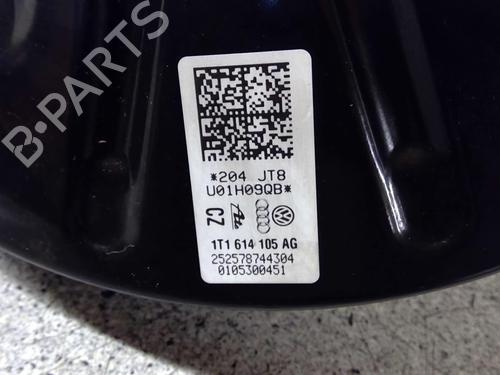 B-PARTS
*204 JT8
U01H09QB*
CZ
1T1 614 105 AG
252578744304
0105300451